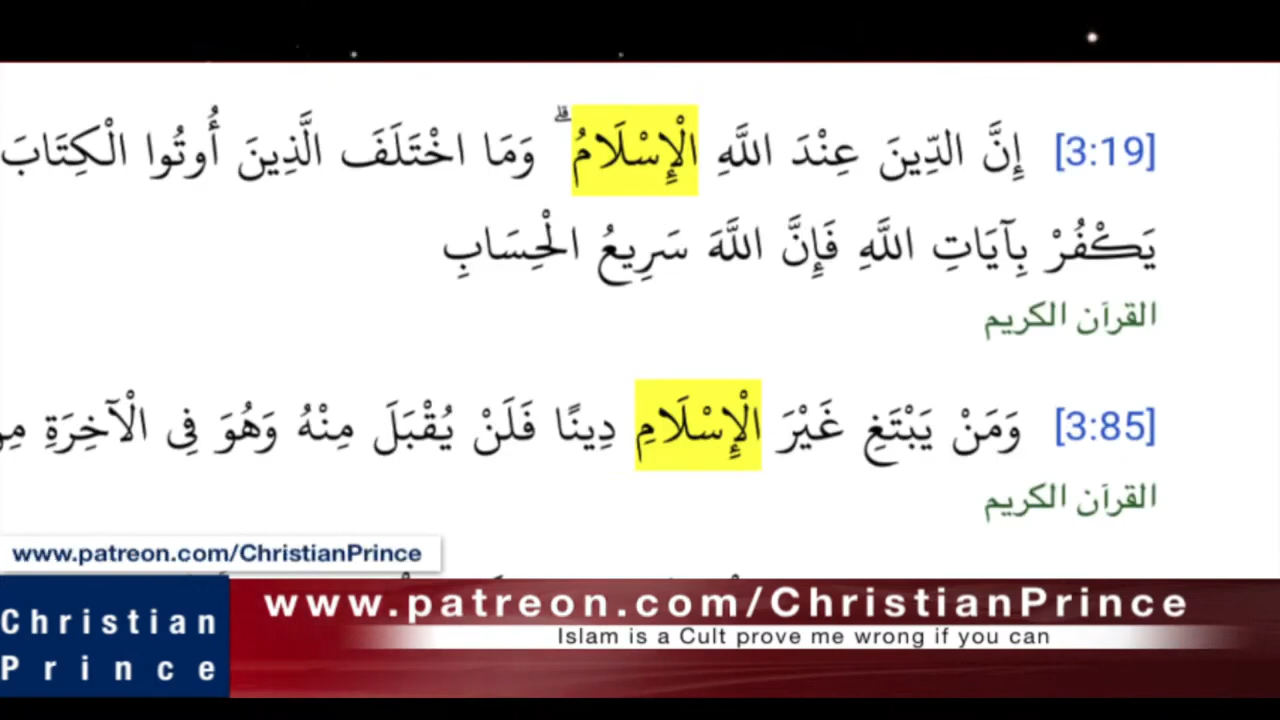 [3:19] إِنَّ الدِّينَ عِنْدَ اللَّهِ الْإِسْلَامُ ۗ وَمَا اخْتَلَفَ الَّذِينَ أُوتُوا الْكِتَابَ
يَكْفُرْ بِآيَاتِ اللَّهِ فَإِنَّ اللَّهَ سَرِيعُ الْحِسَابِ
القرآن الكريم
[3:85] وَمَنْ يَبْتَغِ غَيْرَ الْإِسْلَامِ دِينًا فَلَنْ يُقْبَلَ مِنْهُ وَهُوَ فِي الْآخِرَةِ
القرآن الكريم
www.patreon.com/ChristianPrince
Christian
Prince
www.patreon.com/ChristianPrince
Islam is a Cult prove me wrong if you can